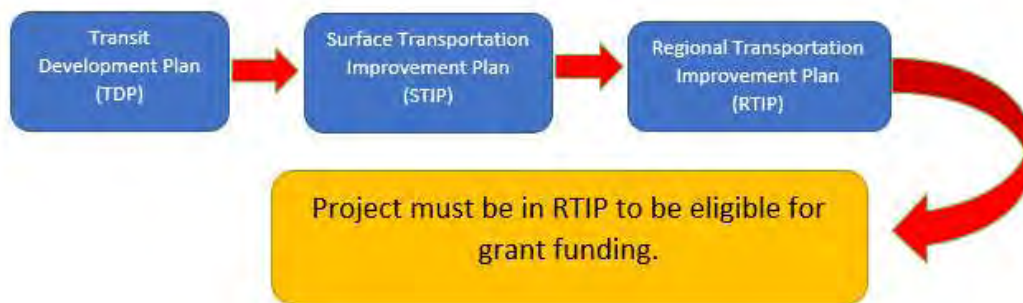 Transit
Development Plan
(TDP)
Surface Transportation
Improvement Plan
(STIP)
Regional Transportation
Improvement Plan
(RTIP)
Project must be in RTIP to be eligible for
grant funding.